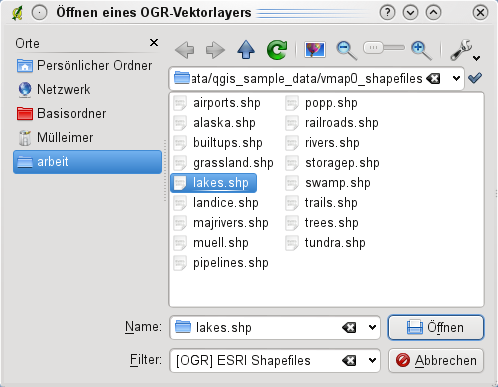 Öffnen eines OGR-Vektorlayers
Orte
ata/qgis_sample_data/vmap0_shapefiles
Persönlicher Ordner
Netzwerk
Basisordner
Mülleimer
arbeit
airports.shp
alaska.shp
builtups.shp
grassland.shp
lakes.shp
landice.shp
majrivers.shp
muell.shp
pipelines.shp
popp.shp
railroads.shp
rivers.shp
storagep.shp
swamp.shp
trails.shp
trees.shp
tundra.shp
Name: lakes.shp Öffnen
Filter: [OGR] ESRI Shapefiles Abbrechen